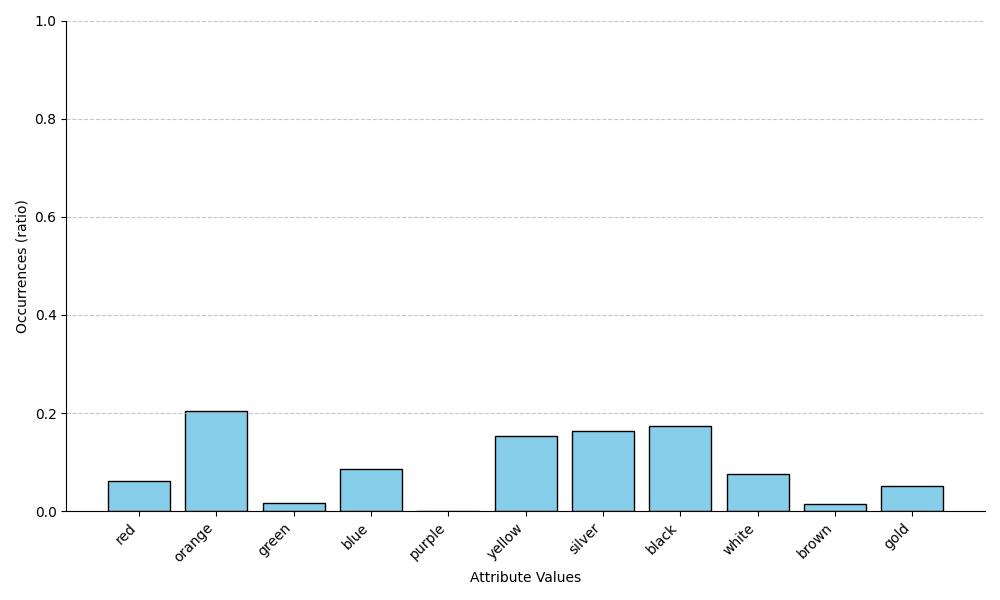 1.0
0.8
0.6
0.4
0.2
0.0
Occurrences (ratio)
red orange green blue purple yellow silver black white brown gold
Attribute Values